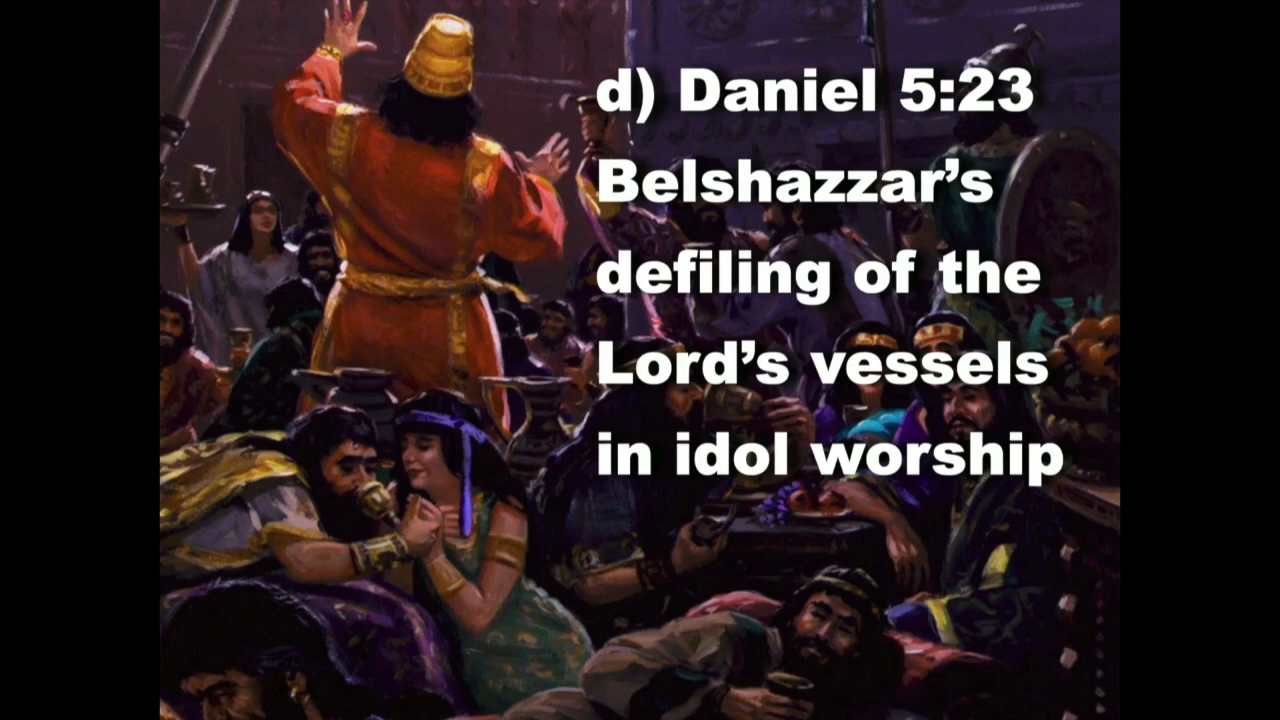 d) Daniel 5:23
Belshazzar’s
defiling of the
Lord’s vessels
in idol worship